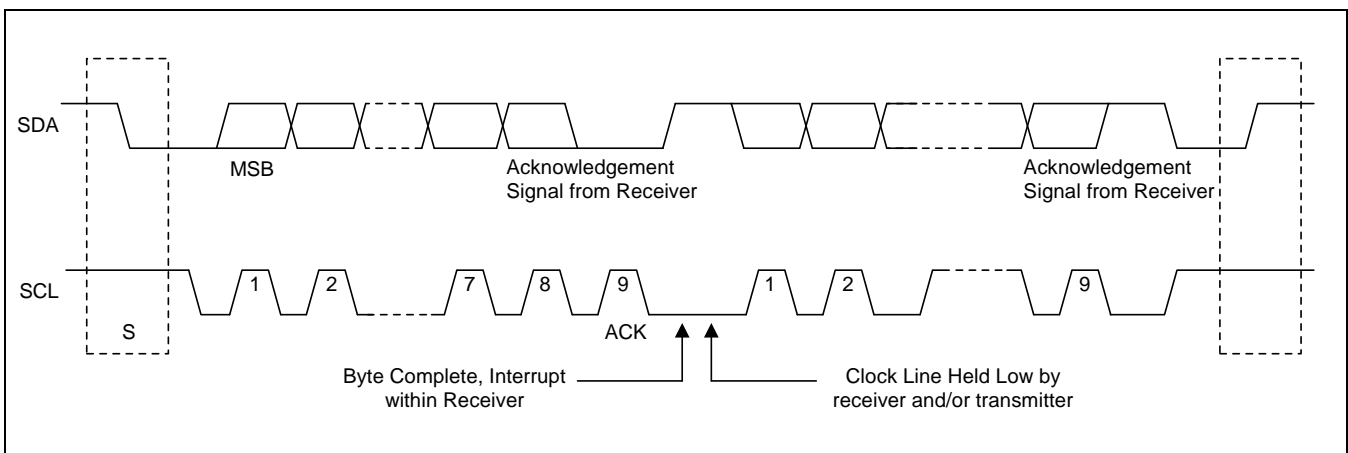 SDA
MSB
Acknowledgement
Signal from Receiver
Acknowledgement
Signal from Receiver
SCL
1
2
7
8
9
1
2
9
S
ACK
Byte Complete, Interrupt
within Receiver
Clock Line Held Low by
receiver and/or transmitter